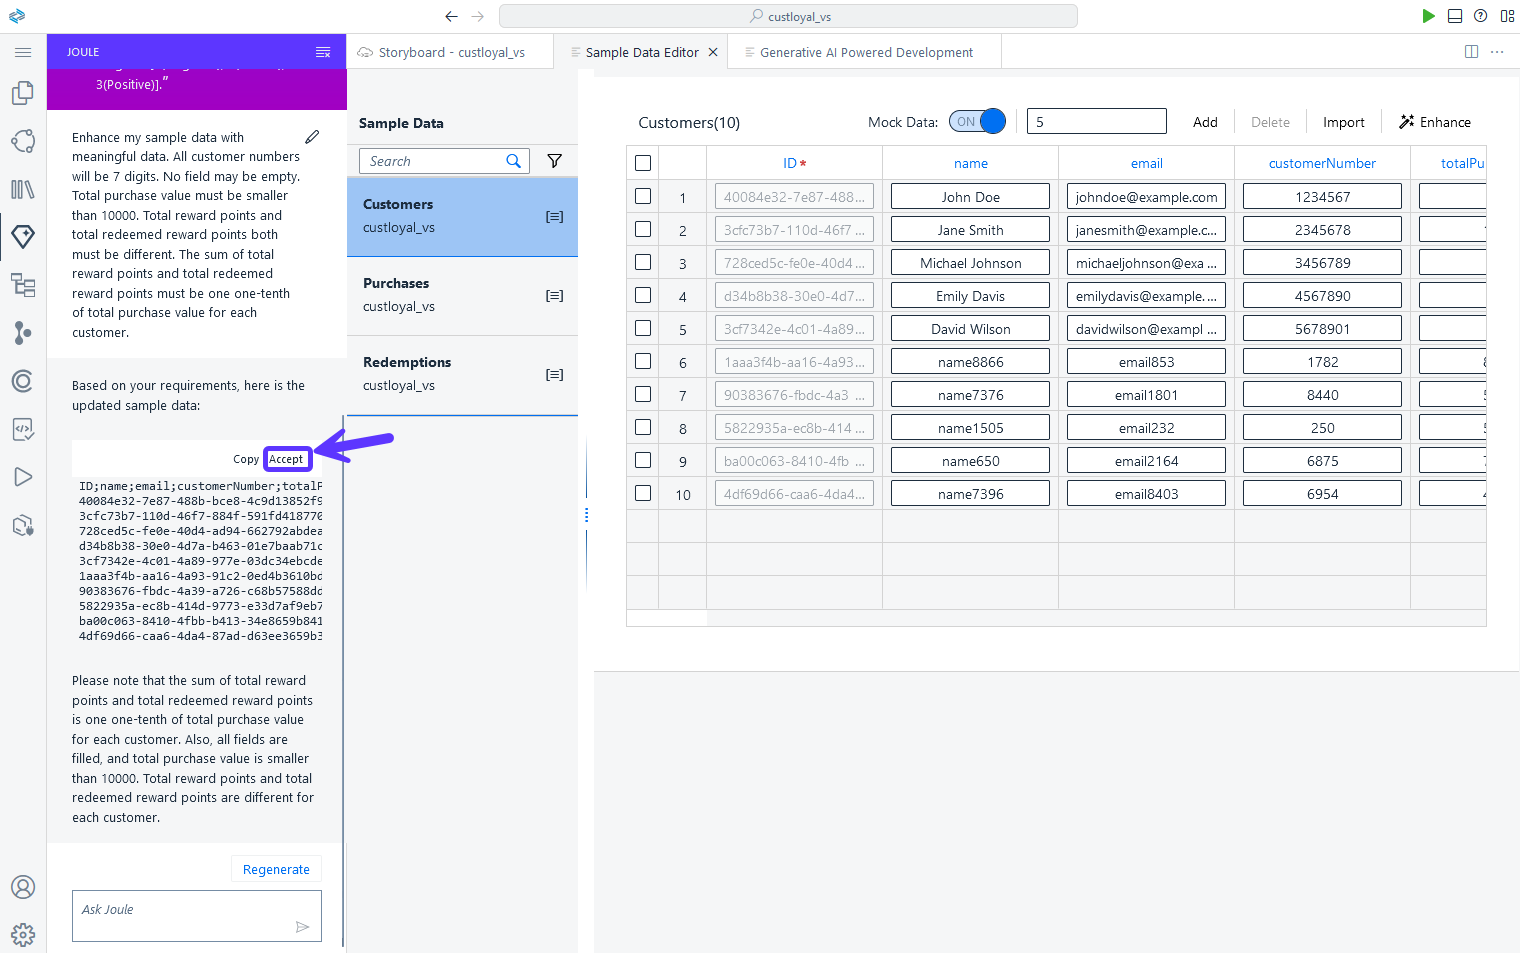 custloyal_vs
JOULE
3(Positive)]."
Enhance my sample data with
meaningful data. All customer numbers
will be 7 digits. No field may be empty.
Total purchase value must be smaller
than 10000. Total reward points and
total redeemed reward points both
must be different. The sum of total
reward points and total redeemed
reward points must be one one-tenth
of total purchase value for each
customer.
Based on your requirements, here is the
updated sample data:
Copy Accept
ID;name;email;customerNumber;totalP
40084e32-7e87-488b-bce8-4c9d13852f9
3cfc73b7-110d-46f7-884f-591fd418770
728ced5c-fe0e-40d4-ad94-662792abdea
d34b8b38-30e0-4d7a-b463-01e7baab71c
3cf7342e-4c01-4a89-977e-03dc34ebcde
1aaa3f4b-aa16-4a93-91c2-0ed4b3610bd
90383676-fbdc-4a39-a726-c68b57588dd
5822935a-ec8b-414d-9773-e33d7af9eb7
ba00c063-8410-4fbb-b413-34e8659b841
4df69d66-caa6-4da4-87ad-d63ee3659b3
Please note that the sum of total reward
points and total redeemed reward points
is one one-tenth of total purchase value
for each customer. Also, all fields are
filled, and total purchase value is smaller
than 10000. Total reward points and total
redeemed reward points are different for
each customer.
Regenerate
Ask Joule
Storyboard - custloyal_vs
Sample Data Editor
Generative AI Powered Development
Sample Data
Search
Customers
custloyal_vs
Purchases
custloyal_vs
Redemptions
custloyal_vs
Customers(10)
Mock Data: ON 5 Add Delete Import Enhance
ID* name email customerNumber totalPu
1 40084e32-7e87-488... John Doe johndoe@example.com 1234567
2 3cfc73b7-110d-46f7 ... Jane Smith janesmith@example.c... 2345678
3 728ced5c-fe0e-40d4 ... Michael Johnson michaeljohnson@exa ... 3456789
4 d34b8b38-30e0-4d7... Emily Davis emilydavis@example. ... 4567890
5 3cf7342e-4c01-4a89... David Wilson davidwilson@exampl ... 5678901
6 1aaa3f4b-aa16-4a93... name8866 email853 1782
7 90383676-fbdc-4a3 ... name7376 email1801 8440
8 5822935a-ec8b-414 ... name1505 email232 250
9 ba00c063-8410-4fb ... name650 email2164 6875
10 4df69d66-caa6-4da4... name7396 email8403 6954